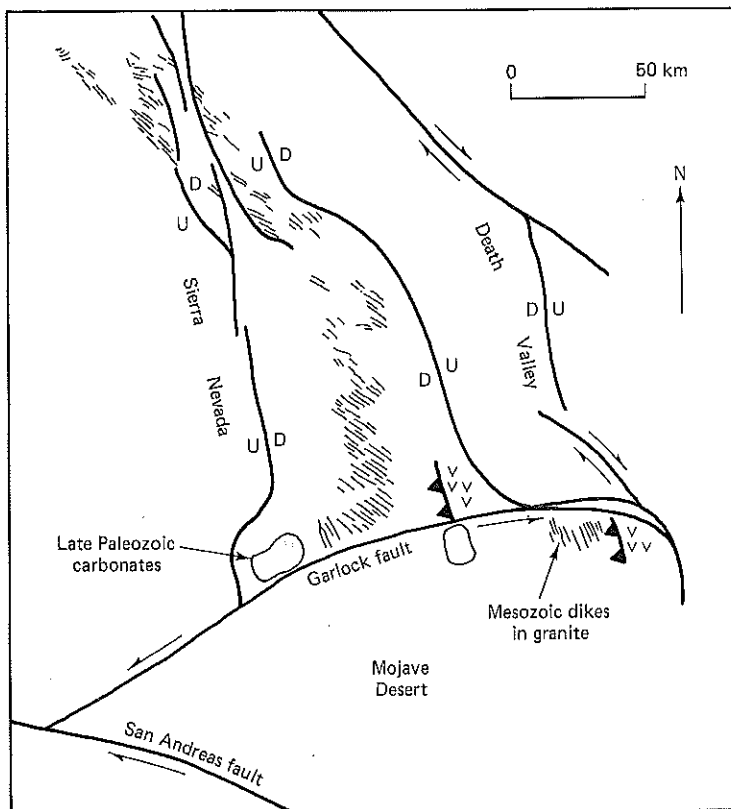 0 50 km
N
U D
D
U
Death
Sierra
D U
Valley
Nevada
D U
U D
V
V V
V V
V
Late Paleozoic
carbonates
Garlock fault
V
V V
Mesozoic dikes
in granite
Mojave
Desert
San Andreas fault